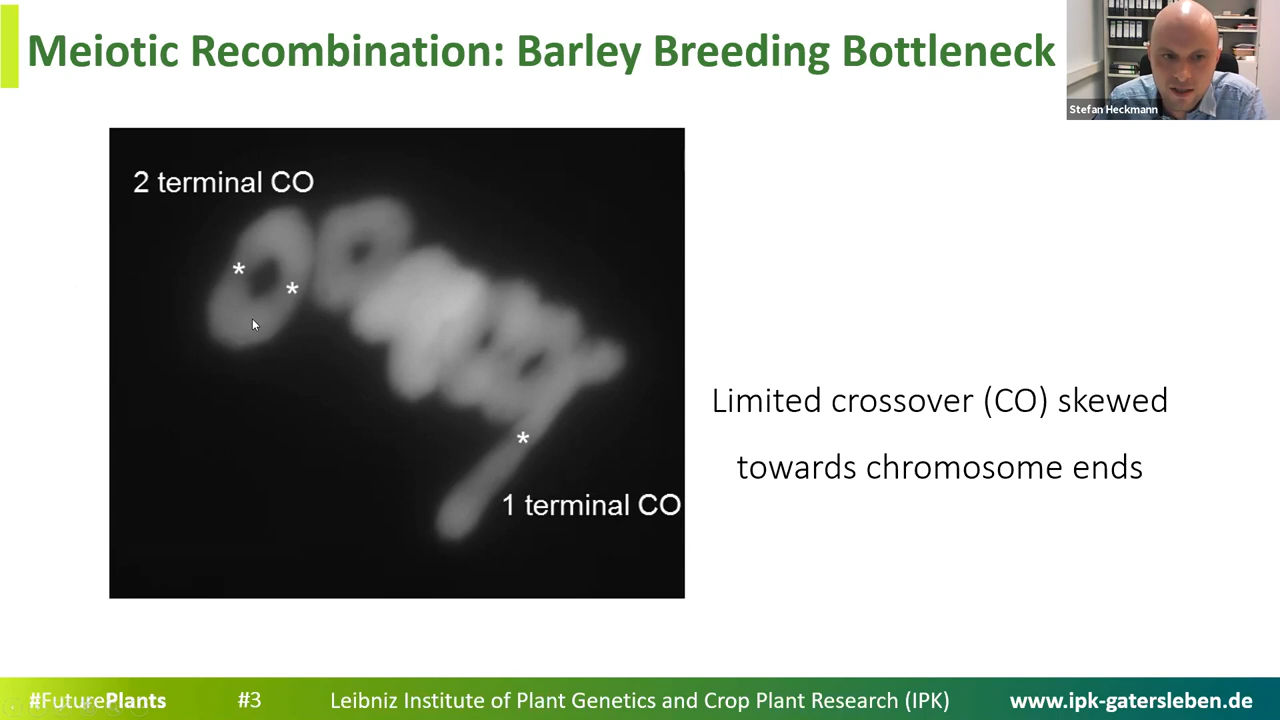 Meiotic Recombination: Barley Breeding Bottleneck
Stefan Heckmann
2 terminal CO
*
*
*
1 terminal CO
Limited crossover (CO) skewed
towards chromosome ends
#FuturePlants #3 Leibniz Institute of Plant Genetics and Crop Plant Research (IPK) www.ipk-gatersleben.de